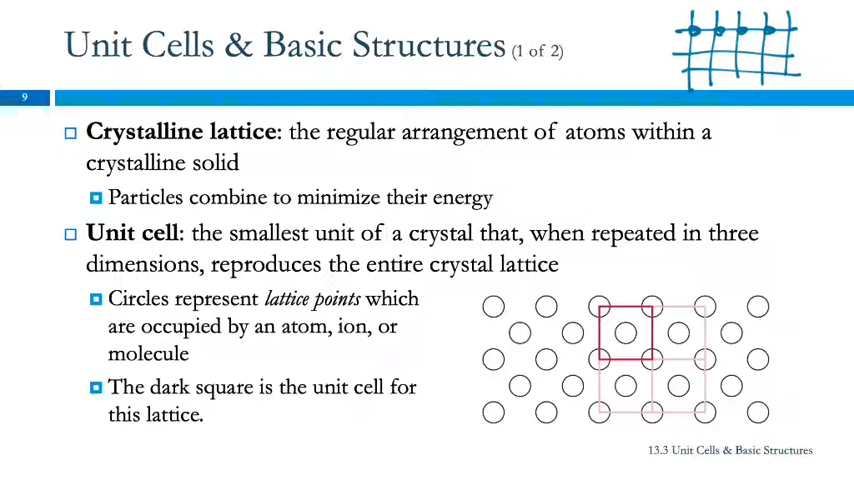 Unit Cells & Basic Structures (1 of 2)
9
Crystalline lattice: the regular arrangement of atoms within a
crystalline solid
Particles combine to minimize their energy
Unit cell: the smallest unit of a crystal that, when repeated in three
dimensions, reproduces the entire crystal lattice
Circles represent lattice points which
are occupied by an atom, ion, or
molecule
The dark square is the unit cell for
this lattice.
13.3 Unit Cells & Basic Structures